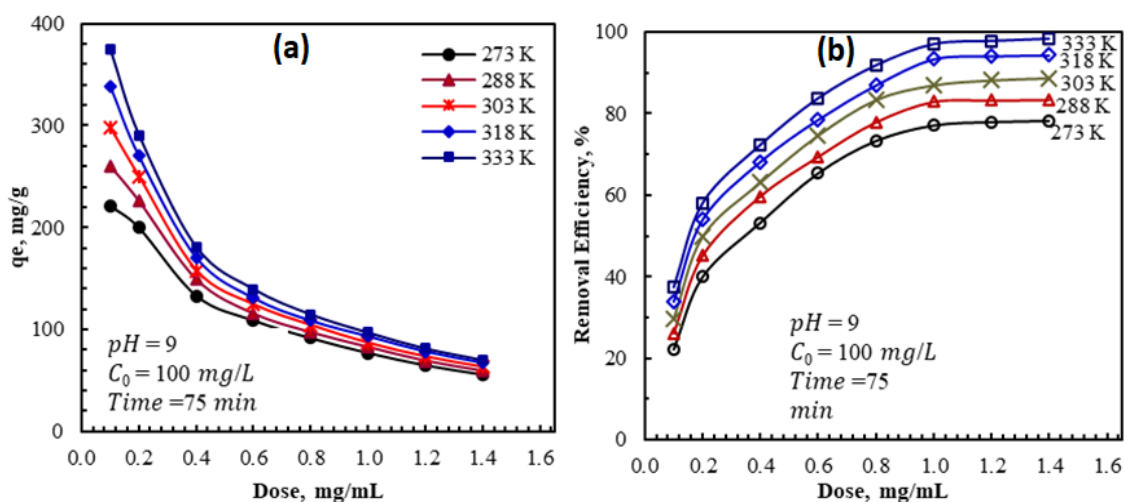 (a)
400
300
200
100
0
qe, mg/g
273 K
288 K
303 K
318 K
333 K
pH = 9
C₀ = 100 mg/L
Time =75 min
0.0 0.2 0.4 0.6 0.8 1.0 1.2 1.4 1.6
Dose, mg/mL
(b)
100
80
60
40
20
0
Removal Efficiency, %
333 K
318 K
303 K
288 K
273 K
pH = 9
C₀ = 100 mg/L
Time =75
min
0.0 0.2 0.4 0.6 0.8 1.0 1.2 1.4 1.6
Dose, mg/mL